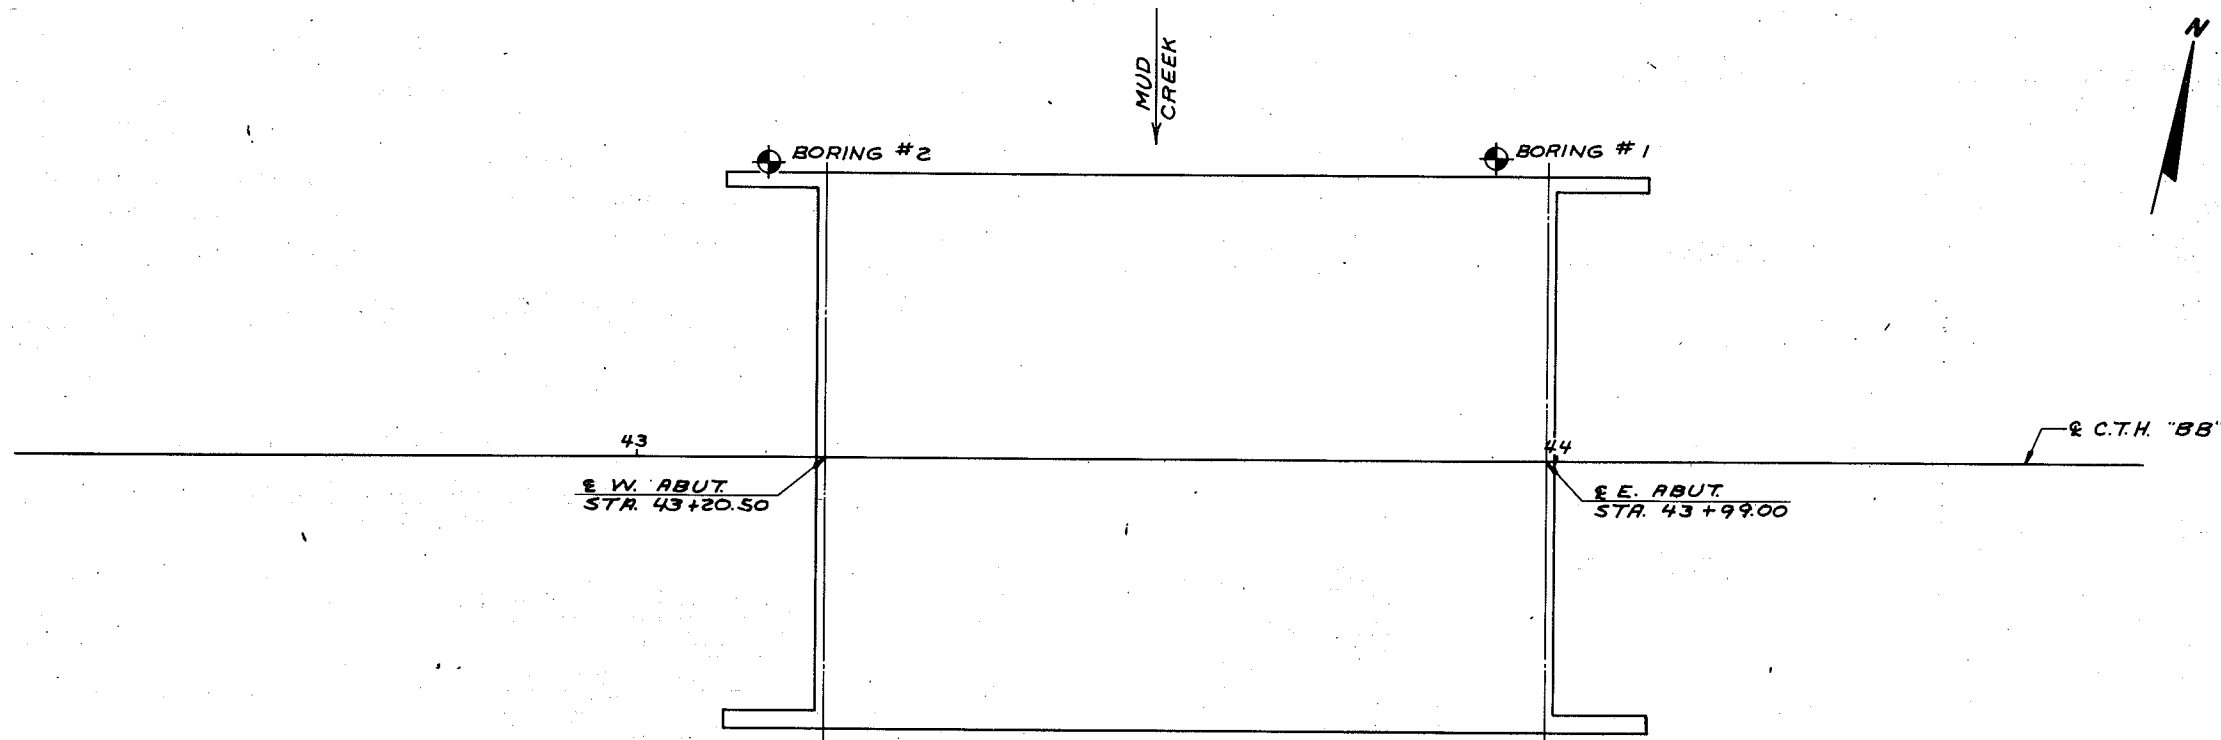 N
MUD
CREEK
BORING #2
BORING #1
43
44
℄ C.T.H. "BB"
℄ W. ABUT.
STA. 43+20.50
℄ E. ABUT.
STA. 43+99.00